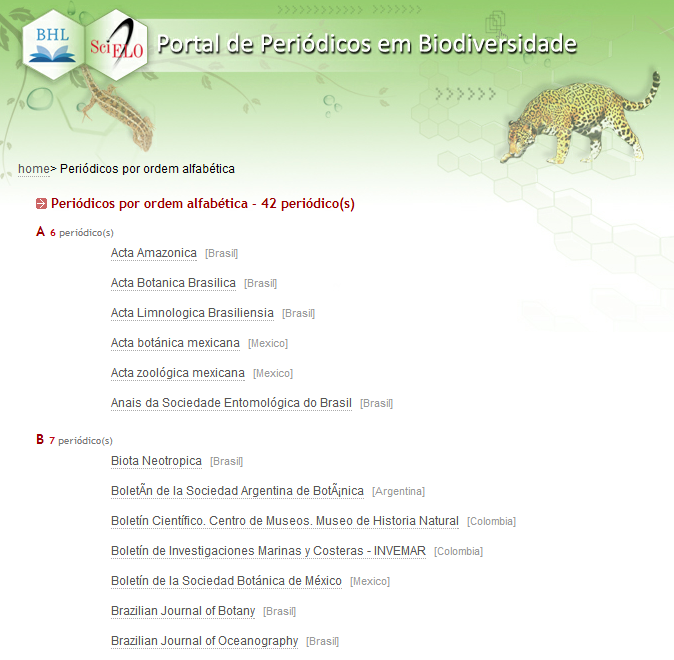 BHL
SciELO
Portal de Periódicos em Biodiversidade
home> Periódicos por ordem alfabética
Periódicos por ordem alfabética - 42 periódico(s)
A 6 periódico(s)
Acta Amazonica [Brasil]
Acta Botanica Brasilica [Brasil]
Acta Limnologica Brasiliensia [Brasil]
Acta botánica mexicana [Mexico]
Acta zoológica mexicana [Mexico]
Anais da Sociedade Entomológica do Brasil [Brasil]
B 7 periódico(s)
Biota Neotropica [Brasil]
BoletÃ­n de la Sociedad Argentina de BotÃ¡nica [Argentina]
Boletín Científico. Centro de Museos. Museo de Historia Natural [Colombia]
Boletín de Investigaciones Marinas y Costeras - INVEMAR [Colombia]
Boletín de la Sociedad Botánica de México [Mexico]
Brazilian Journal of Botany [Brasil]
Brazilian Journal of Oceanography [Brasil]